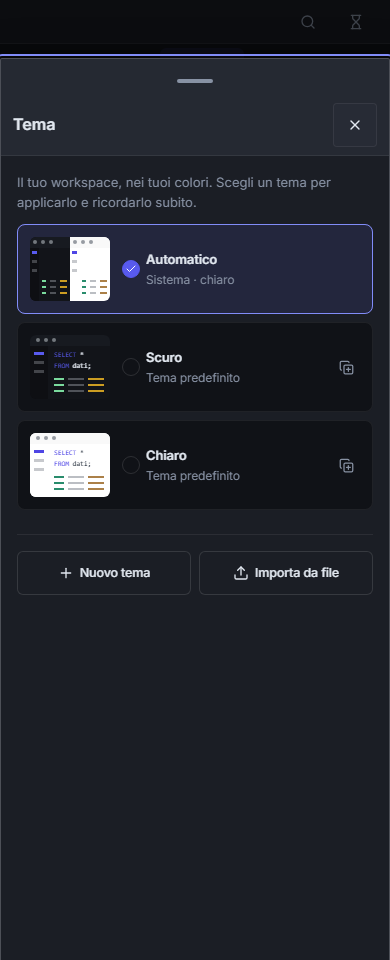 Tema
Il tuo workspace, nei tuoi colori. Scegli un tema per
applicarlo e ricordarlo subito.
Automatico
Sistema · chiaro
SELECT *
FROM dati;
Scuro
Tema predefinito
SELECT *
FROM dati;
Chiaro
Tema predefinito
Nuovo tema
Importa da file